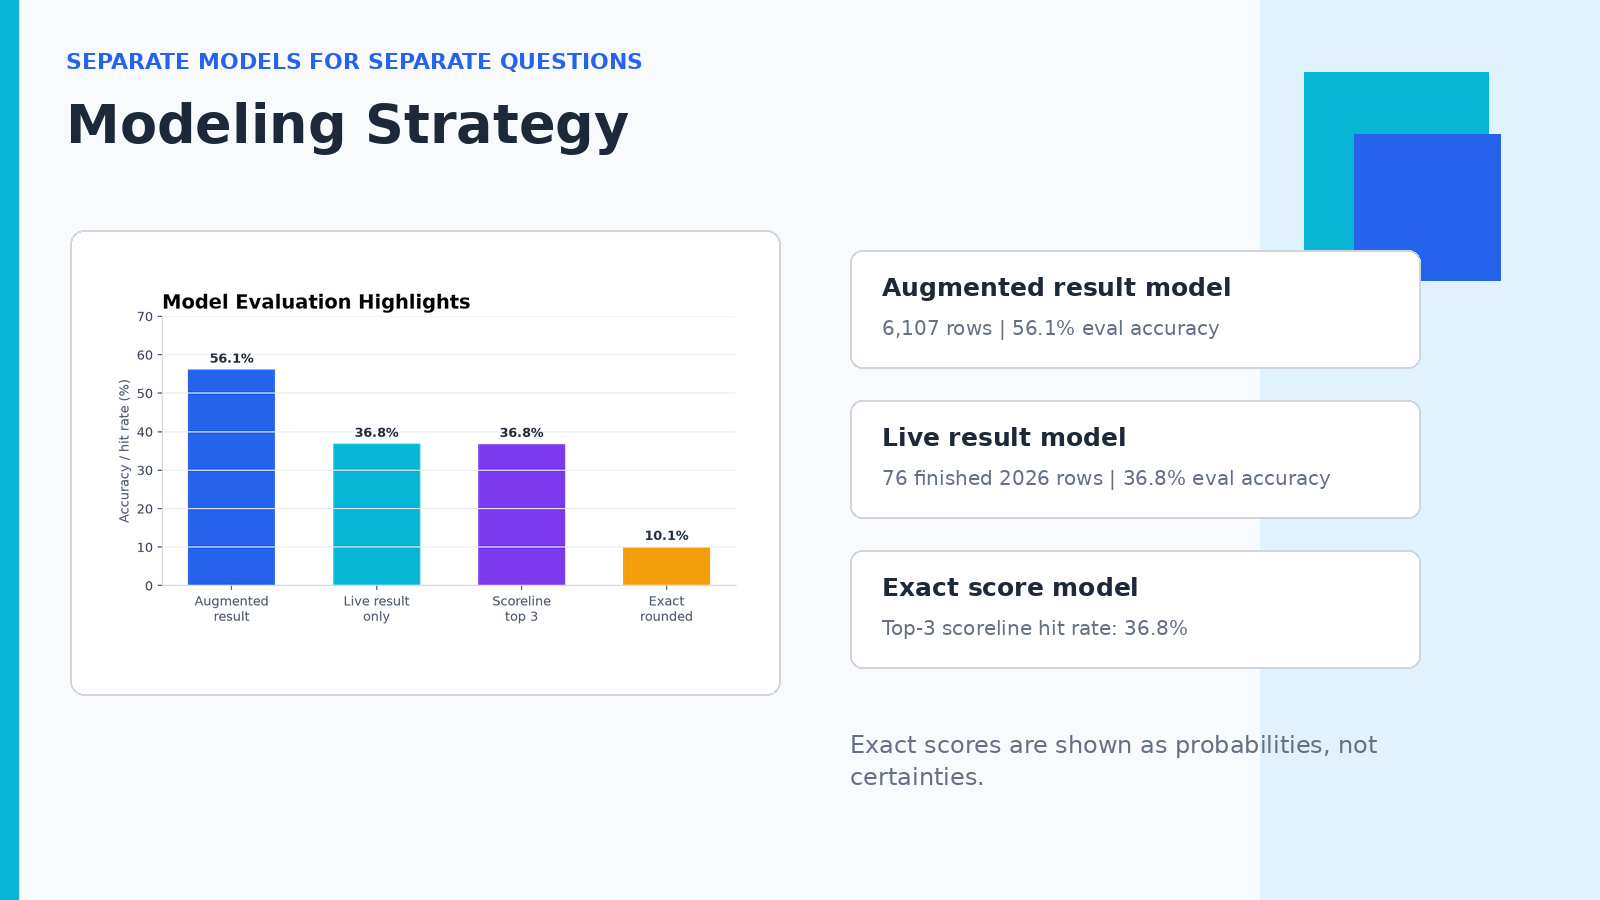 SEPARATE MODELS FOR SEPARATE QUESTIONS
Modeling Strategy
Model Evaluation Highlights
Accuracy / hit rate (%)
70
60
50
40
30
20
10
0
56.1%
36.8%
36.8%
10.1%
Augmented
result
Live result
only
Scoreline
top 3
Exact
rounded
Augmented result model
6,107 rows | 56.1% eval accuracy
Live result model
76 finished 2026 rows | 36.8% eval accuracy
Exact score model
Top-3 scoreline hit rate: 36.8%
Exact scores are shown as probabilities, not
certainties.